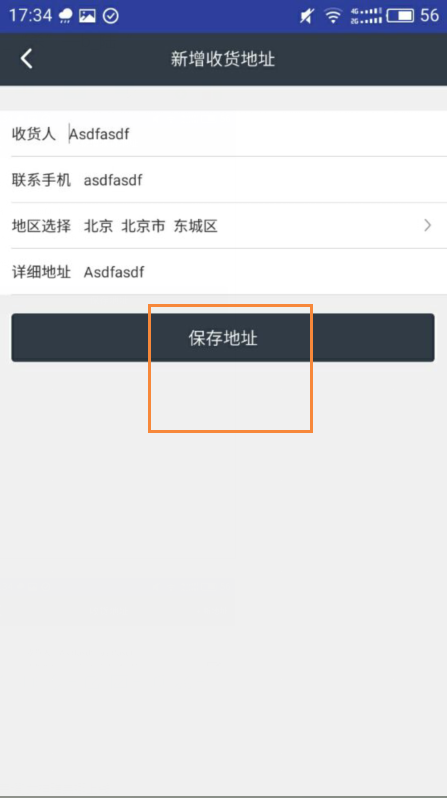 17:34 4G 2G 56
新增收货地址
收货人 Asdfasdf
联系手机 asdfasdf
地区选择 北京 北京市 东城区
详细地址 Asdfasdf
保存地址